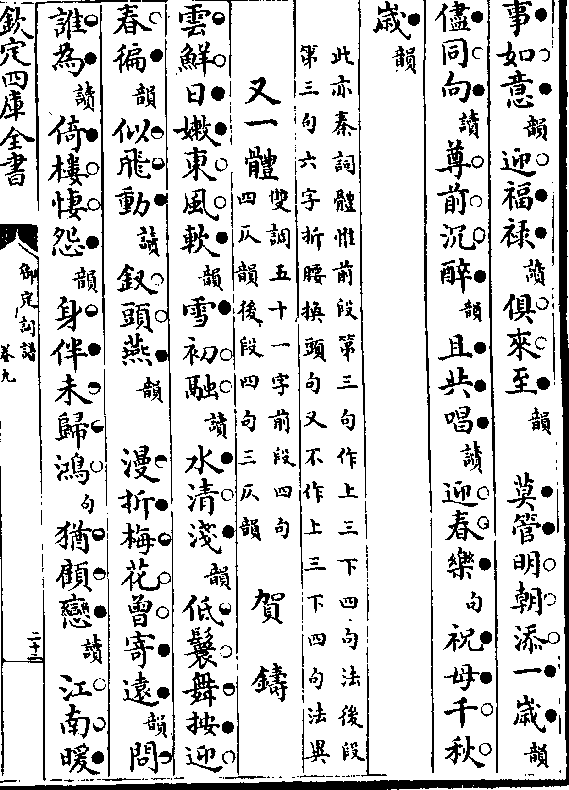 事如意韻迎福祿讀俱來至韻　莫管明朝添一歲韻
儘同向讀尊前沉醉韻且共唱讀迎春樂句祝母千秋
歲韻
此亦秦詞體惟前段第三句作上三下四句法後段
第三句六字折腰換頭句又不作上三下四句法異
又一體雙調五十一字前段四句
四仄韻後段四句三仄韻　賀鑄
雲鮮日嫩東風軟韻雪初融讀水清淺韻低鬟舞按迎
春徧韻似飛動讀釵頭燕韻　漫折梅花曾寄遠韻問
誰為讀倚樓悽怨韻身伴未歸鴻句猶顧戀讀江南暖
欽定四庫全書
御定詞譜
卷九
二十二